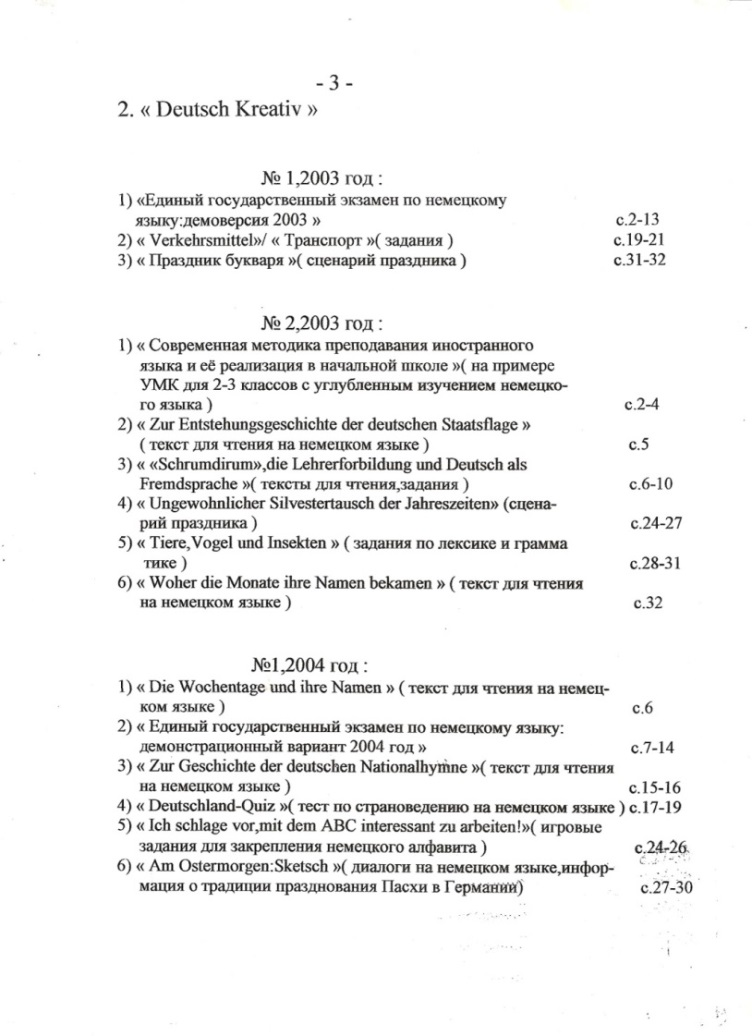 - 3 -
2. « Deutsch Kreativ »
№ 1,2003 год :
1) «Единый государственный экзамен по немецкому
языку:демоверсия 2003 » с.2-13
2) « Verkehrsmittel»/ « Транспорт »( задания ) с.19-21
3) « Праздник букваря »( сценарий праздника ) с.31-32
№ 2,2003 год :
1) « Современная методика преподавания иностранного
языка и её реализация в начальной школе »( на примере
УМК для 2-3 классов с углубленным изучением немецко-
го языка ) с.2-4
2) « Zur Entstehungsgeschichte der deutschen Staatsflage »
( текст для чтения на немецком языке ) с.5
3) « «Schrumdirum»,die Lehrerforbildung und Deutsch als
Fremdsprache »( тексты для чтения,задания ) с.6-10
4) « Ungewohnlicher Silvestertausch der Jahreszeiten» (сцена-
рий праздника ) с.24-27
5) « Tiere,Vogel und Insekten » ( задания по лексике и грамма
тике ) с.28-31
6) « Woher die Monate ihre Namen bekamen » ( текст для чтения
на немецком языке ) с.32
№1,2004 год :
1) « Die Wochentage und ihre Namen » ( текст для чтения на немец-
ком языке ) с.6
2) « Единый государственный экзамен по немецкому языку:
демонстрационный вариант 2004 год » с.7-14
3) « Zur Geschichte der deutschen Nationalhymne »( текст для чтения
на немецком языке ) с.15-16
4) « Deutschland-Quiz »( тест по страноведению на немецком языке ) с.17-19
5) « Ich schlage vor,mit dem ABC interessant zu arbeiten!»( игровые
задания для закрепления немецкого алфавита ) с.24-26
6) « Am Ostermorgen:Sketsch »( диалоги на немецком языке,инфор-
мация о традиции празднования Пасхи в Германии) с.27-30